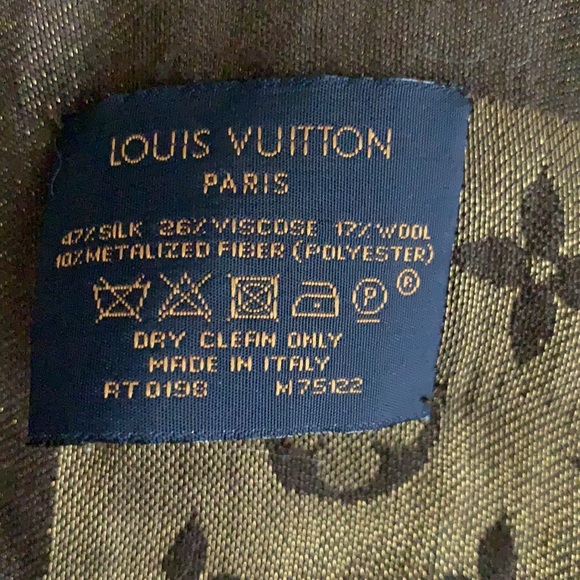 LOUIS VUITTON
PARIS
47% SILK 26% VISCOSE 17% WOOL
10% METALIZED FIBER (POLYESTER)
P ®
DRY CLEAN ONLY
MADE IN ITALY
RT 0198 M75122